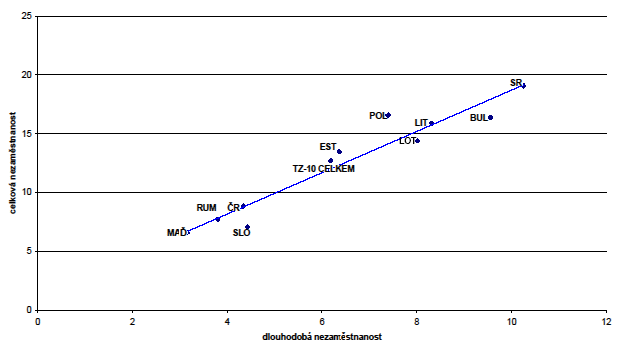 25
20
15
10
5
0
celková nezaměstnanost
SR
POL
LIT
BUL
LOT
EST
TZ-10 CELKEM
RUM
ČR
MAĎ
SLO
0 2 4 6 8 10 12
dlouhodobá nezaměstnanost